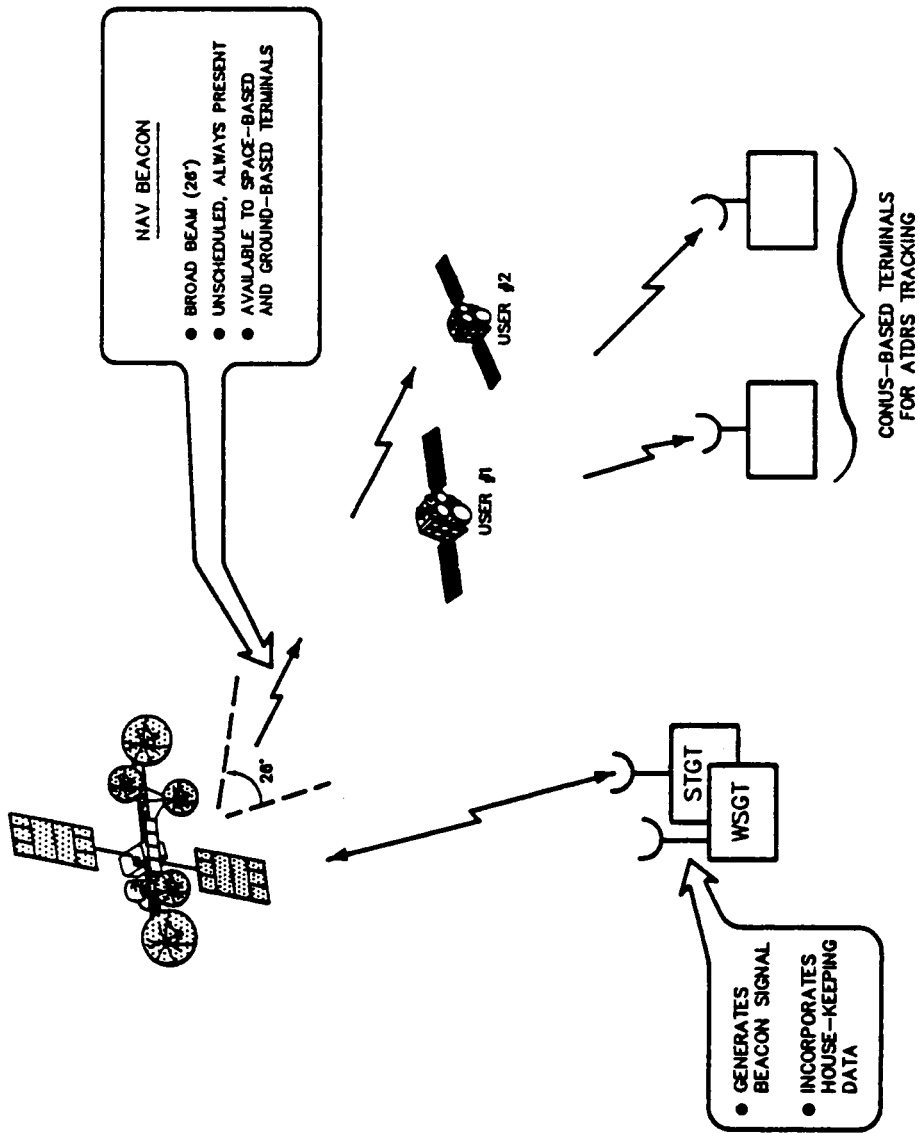 NAV BEACON
● BROAD BEAM (26°)
● UNSCHEDULED, ALWAYS PRESENT
● AVAILABLE TO SPACE-BASED
AND GROUND-BASED TERMINALS
26°
USER #1
USER #2
STGT
WSGT
● GENERATES
BEACON SIGNAL
● INCORPORATES
HOUSE-KEEPING
DATA
CONUS-BASED TERMINALS
FOR ATDRS TRACKING